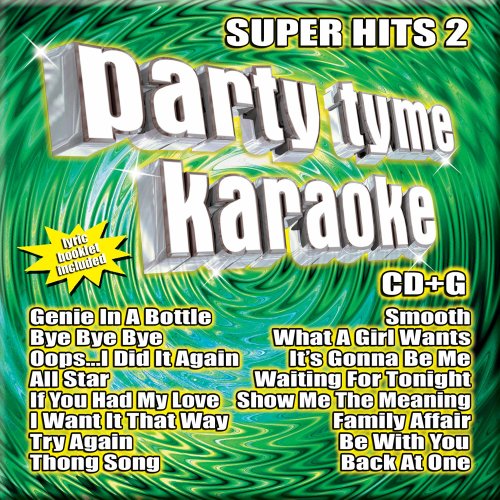 SUPER HITS 2
party tyme
karaoke
lyric
booklet
included
CD+G
Genie In A Bottle
Bye Bye Bye
Oops...I Did It Again
All Star
If You Had My Love
I Want It That Way
Try Again
Thong Song
Smooth
What A Girl Wants
It's Gonna Be Me
Waiting For Tonight
Show Me The Meaning
Family Affair
Be With You
Back At One